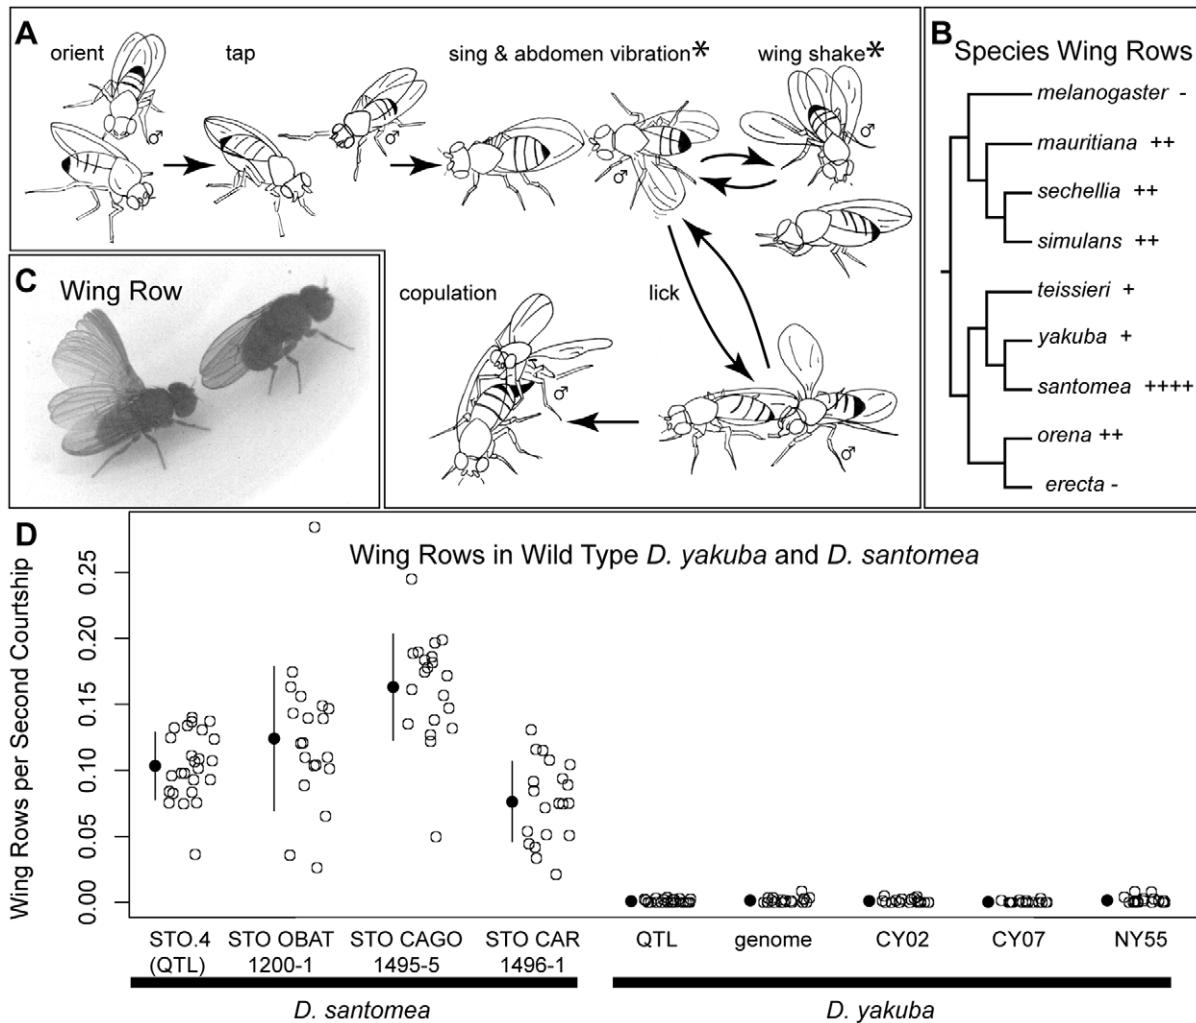 A
orient
tap
sing & abdomen vibration*
wing shake*
♂
♂
♂
♂
copulation
lick
♂
♂
B
Species Wing Rows
melanogaster -
mauritiana ++
sechellia ++
simulans ++
teissieri +
yakuba +
santomea ++++
orena ++
erecta -
C
Wing Row
D
Wing Rows in Wild Type D. yakuba and D. santomea
Wing Rows per Second Courtship
0.25
0.20
0.15
0.10
0.05
0.00
STO.4 (QTL)
STO OBAT 1200-1
STO CAGO 1495-5
STO CAR 1496-1
QTL
genome
CY02
CY07
NY55
D. santomea
D. yakuba